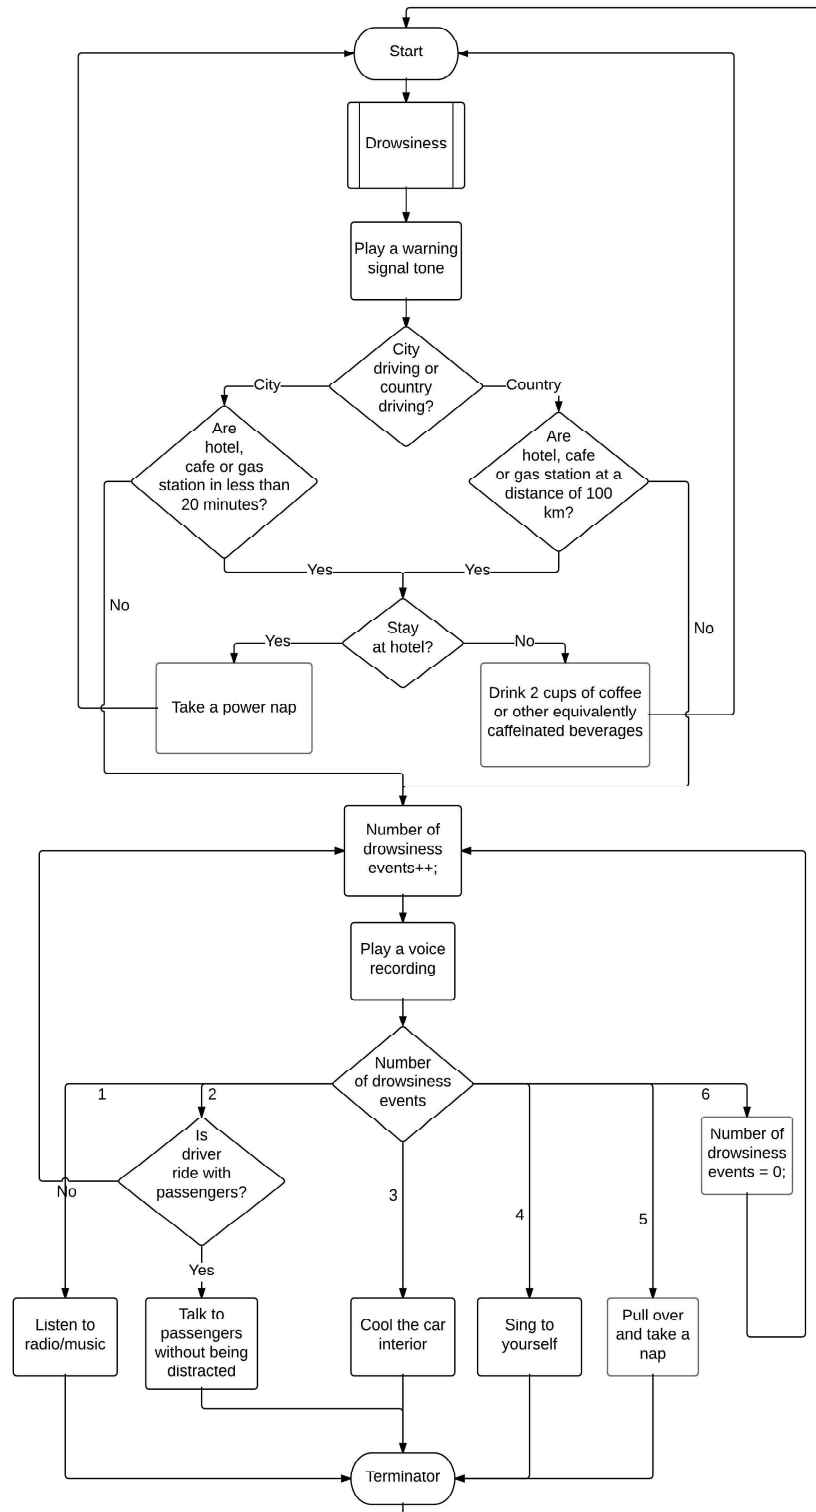 Start
Drowsiness
Play a warning
signal tone
City
driving or
country
driving?
City
Country
Are
hotel,
cafe or gas
station in less than
20 minutes?
Are
hotel, cafe
or gas station at a
distance of 100
km?
Yes
Yes
No
No
Stay
at hotel?
Yes
No
Take a power nap
Drink 2 cups of coffee
or other equivalently
caffeinated beverages
Number of
drowsiness
events++;
Play a voice
recording
Number
of drowsiness
events
1
2
3
4
5
6
Is
driver
ride with
passengers?
No
Yes
Number of
drowsiness
events = 0;
Listen to
radio/music
Talk to
passengers
without being
distracted
Cool the car
interior
Sing to
yourself
Pull over
and take a
nap
Terminator